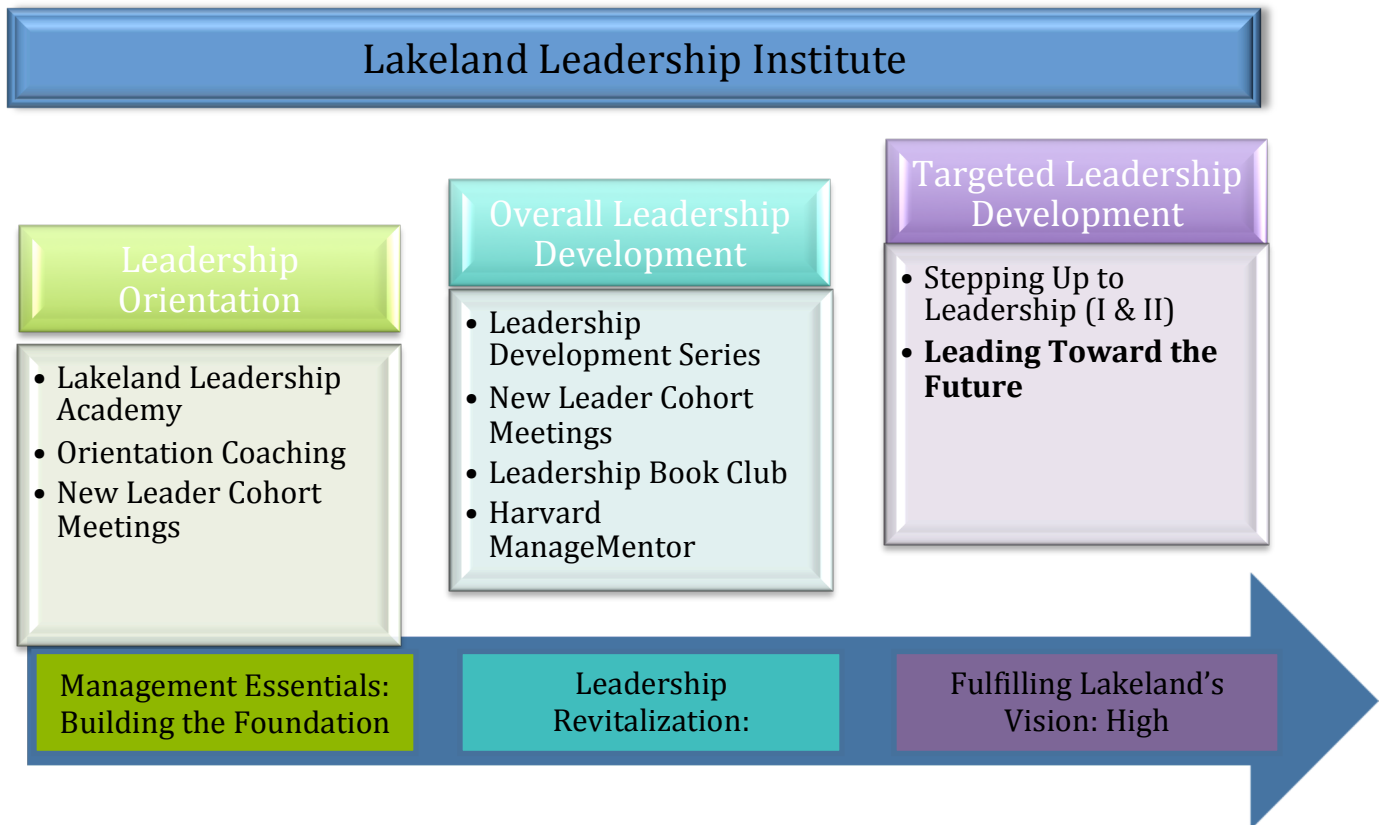 Lakeland Leadership Institute
Leadership
Orientation
• Lakeland Leadership
Academy
• Orientation Coaching
• New Leader Cohort
Meetings
Overall Leadership
Development
• Leadership
Development Series
• New Leader Cohort
Meetings
• Leadership Book Club
• Harvard
ManageMentor
Targeted Leadership
Development
• Stepping Up to
Leadership (I & II)
• Leading Toward the
Future
Management Essentials:
Building the Foundation
Leadership
Revitalization:
Fulfilling Lakeland’s
Vision: High